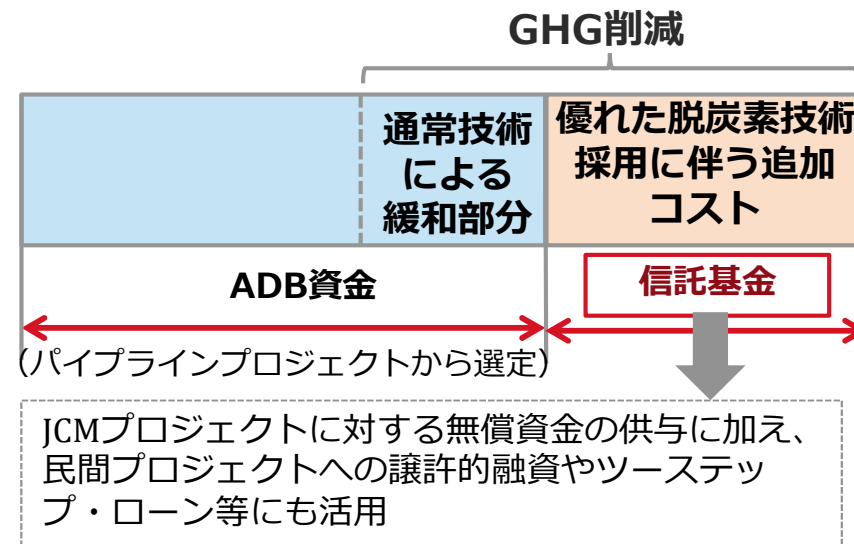 GHG削減
通常技術
による
緩和部分
優れた脱炭素技術
採用に伴う追加
コスト
ADB資金
信託基金
（パイプラインプロジェクトから選定）
JCMプロジェクトに対する無償資金の供与に加え、
民間プロジェクトへの譲許的融資やツーステッ
プ・ローン等にも活用